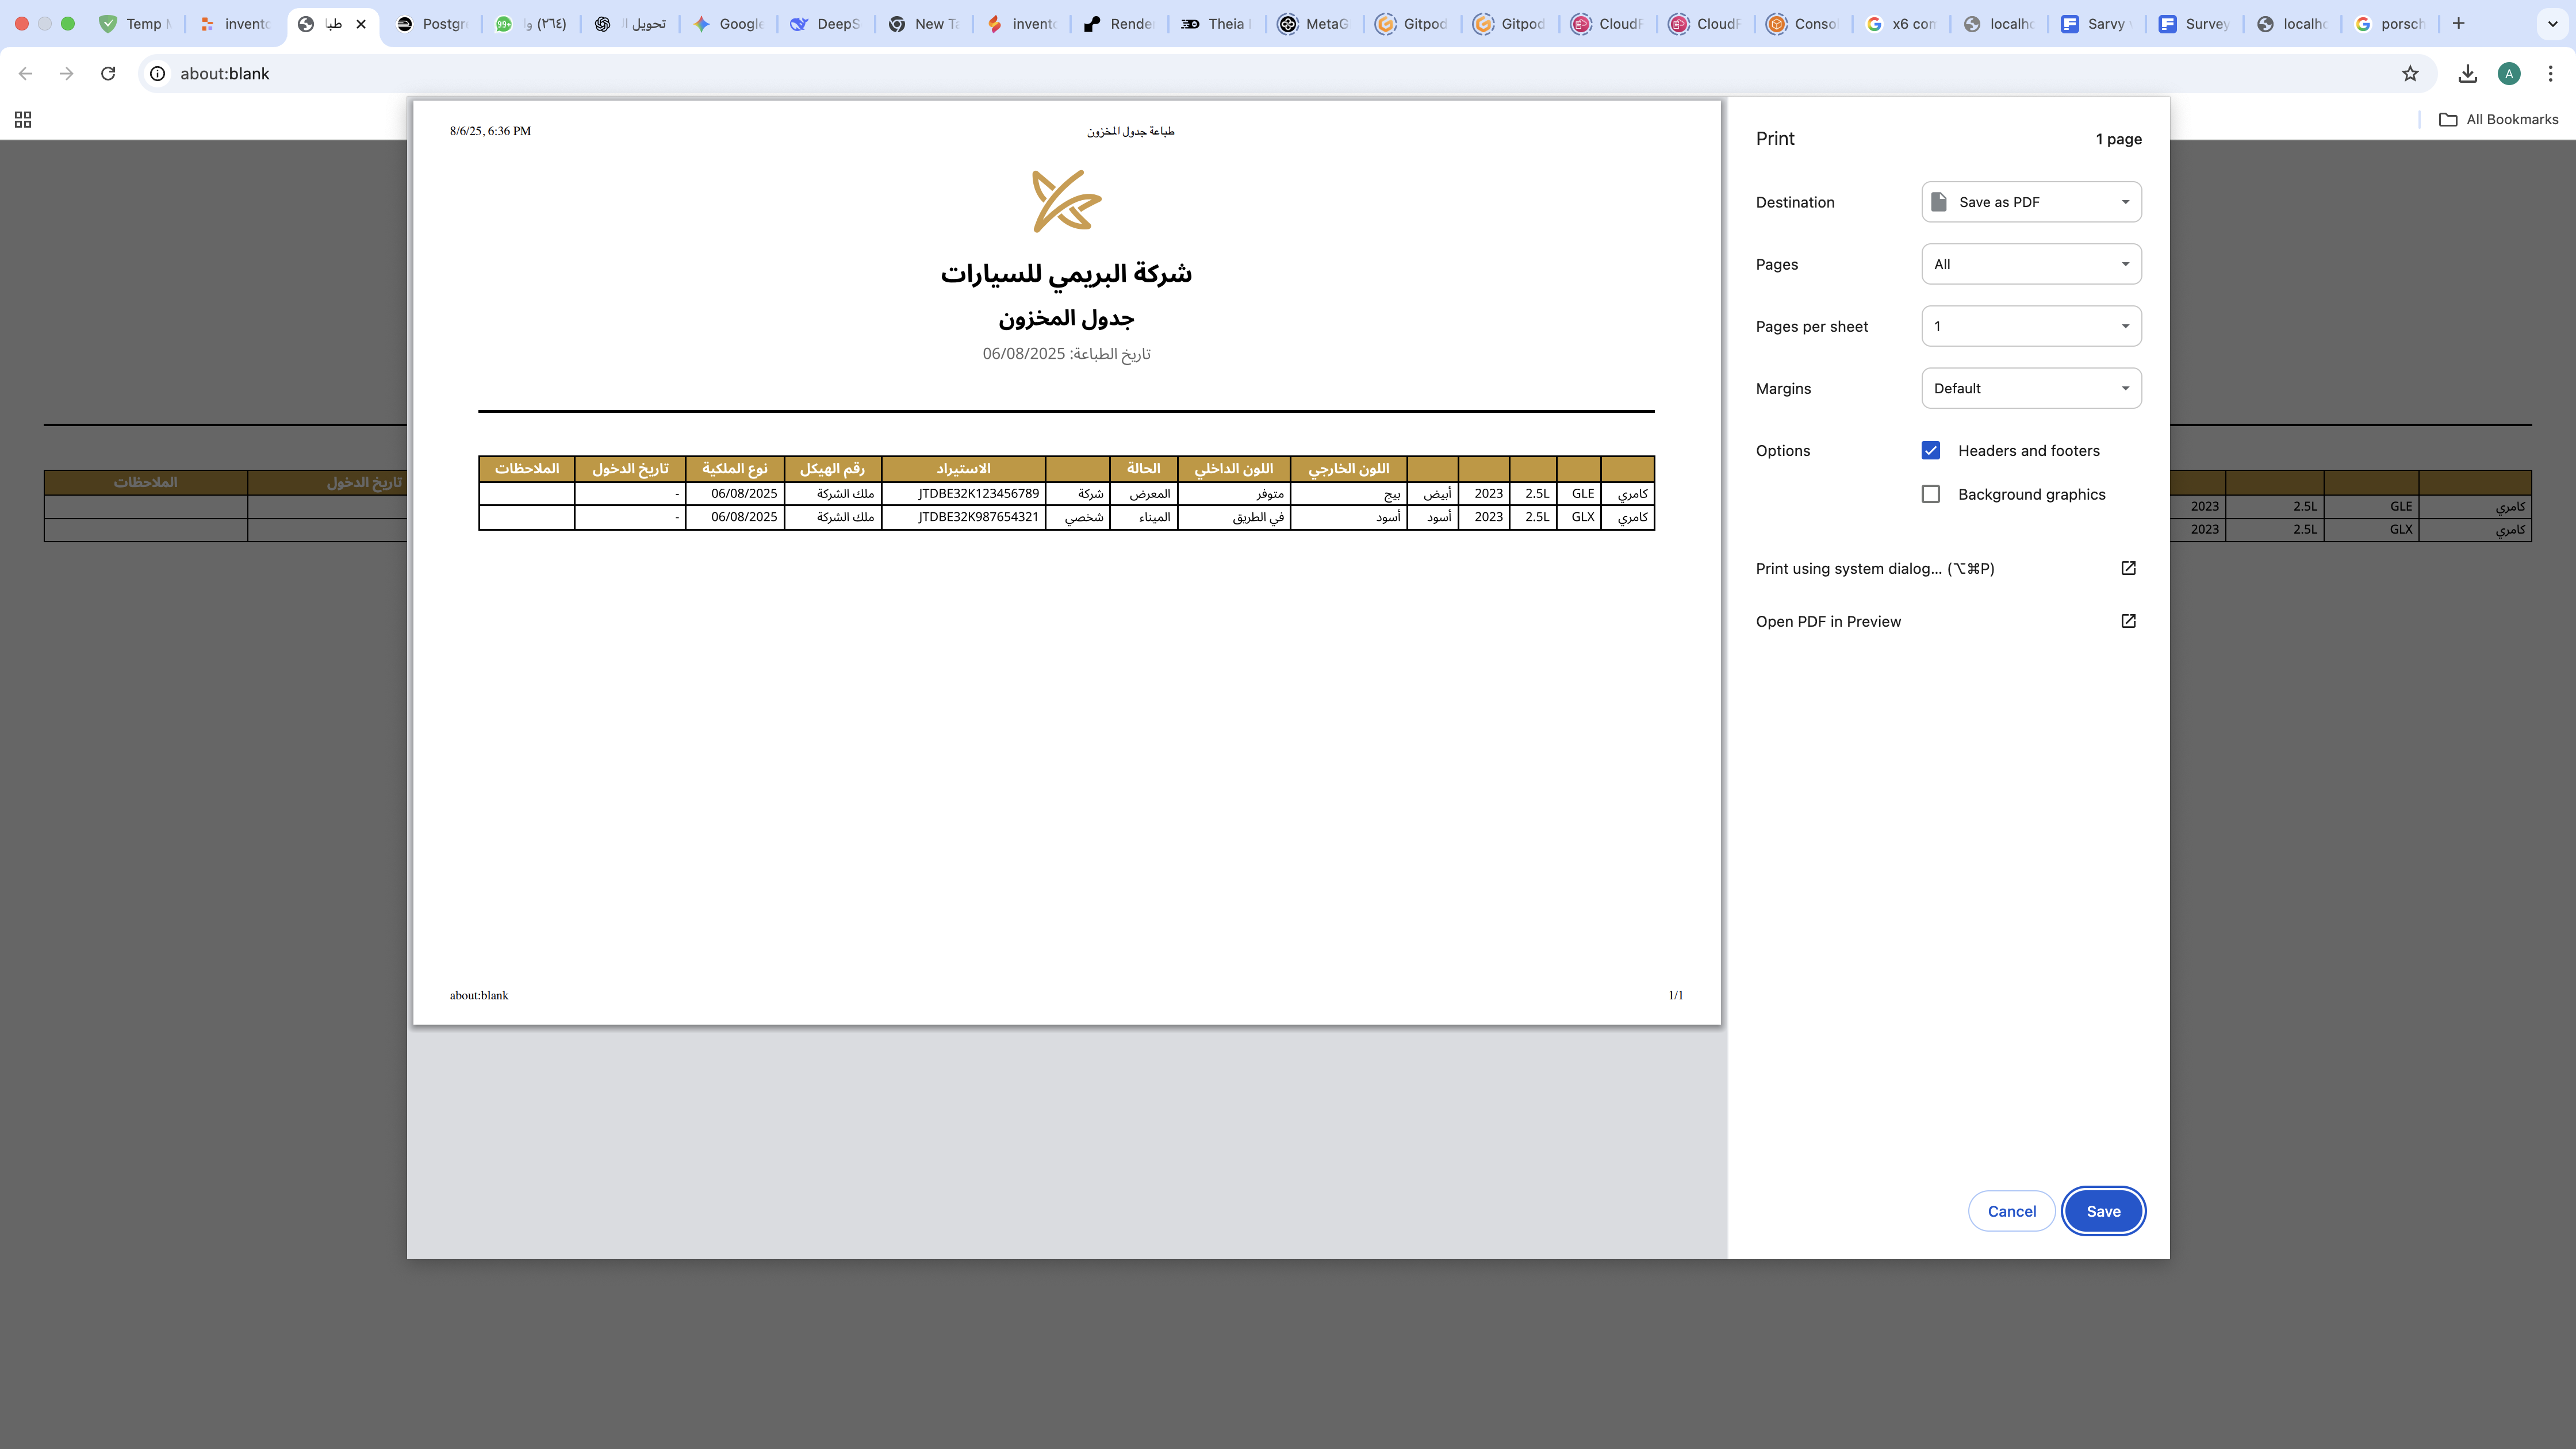 Temp M
invento
طبا
Postgr
99+ (٣٦٤) و
تحويل ال
Google
DeepS
New Ta
invento
Render
Theia I
MetaG
Gitpod
Gitpod
CloudF
CloudF
Consol
x6 con
localho
Sarvy v
Survey
localho
porsch
about:blank
A
All Bookmarks
8/6/25, 6:36 PM
طباعة جدول المخزون
شركة البريمي للسيارات
جدول المخزون
تاريخ الطباعة: 06/08/2025
اللون الخارجي اللون الداخلي الحالة الاستيراد رقم الهيكل نوع الملكية تاريخ الدخول الملاحظات
كامري GLE 2.5L 2023 أبيض بيج متوفر المعرض شركة JTDBE32K123456789 ملك الشركة 06/08/2025 -
كامري GLX 2.5L 2023 أسود أسود في الطريق الميناء شخصي JTDBE32K987654321 ملك الشركة 06/08/2025 -
about:blank
1/1
Print
1 page
Destination
Save as PDF
Pages
All
Pages per sheet
1
Margins
Default
Options
Headers and footers
Background graphics
Print using system dialog... (⌥⌘P)
Open PDF in Preview
Cancel
Save
تاريخ الدخول الملاحظات
كامري GLE 2.5L 2023
كامري GLX 2.5L 2023